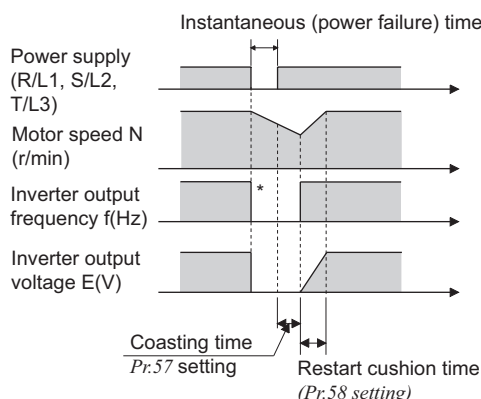 Instantaneous (power failure) time
Power supply
(R/L1, S/L2,
T/L3)
Motor speed N
(r/min)
Inverter output
frequency f(Hz)
*
Inverter output
voltage E(V)
Coasting time
Pr.57 setting
Restart cushion time
(Pr.58 setting)